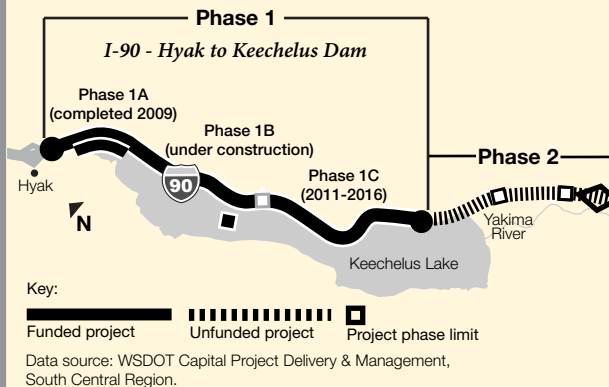 Phase 1
I-90 - Hyak to Keechelus Dam
Phase 1A
(completed 2009)
Phase 1B
(under construction)
Phase 1C
(2011-2016)
Phase 2
Hyak
90
N
Yakima
River
Keechelus Lake
Key:
Funded project
Unfunded project
Project phase limit
Data source: WSDOT Capital Project Delivery & Management,
South Central Region.